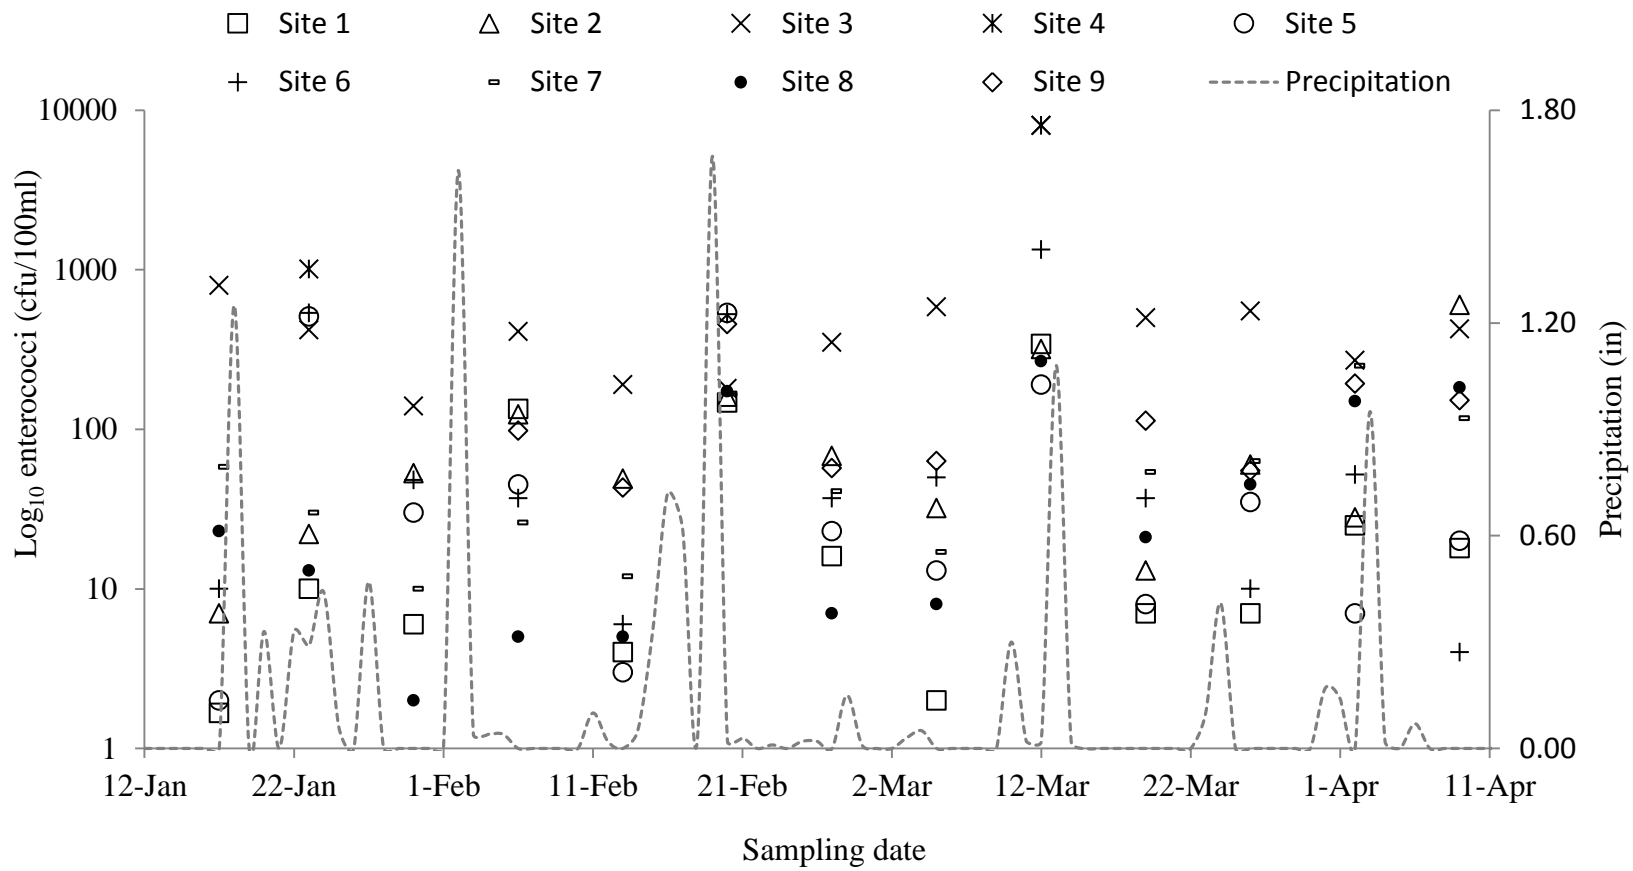 Site 1 Site 2 Site 3 Site 4 Site 5
Site 6 Site 7 Site 8 Site 9 Precipitation
10000
1000
100
10
1
Log10 enterococci (cfu/100ml)
1.80
1.20
0.60
0.00
Precipitation (in)
12-Jan 22-Jan 1-Feb 11-Feb 21-Feb 2-Mar 12-Mar 22-Mar 1-Apr 11-Apr
Sampling date